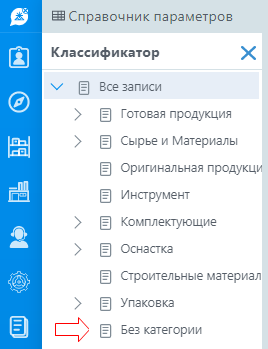 Справочник параметров
Классификатор
Все записи
Готовая продукция
Сырье и Материалы
Оригинальная продукци
Инструмент
Комплектующие
Оснастка
Строительные материал
Упаковка
Без категории